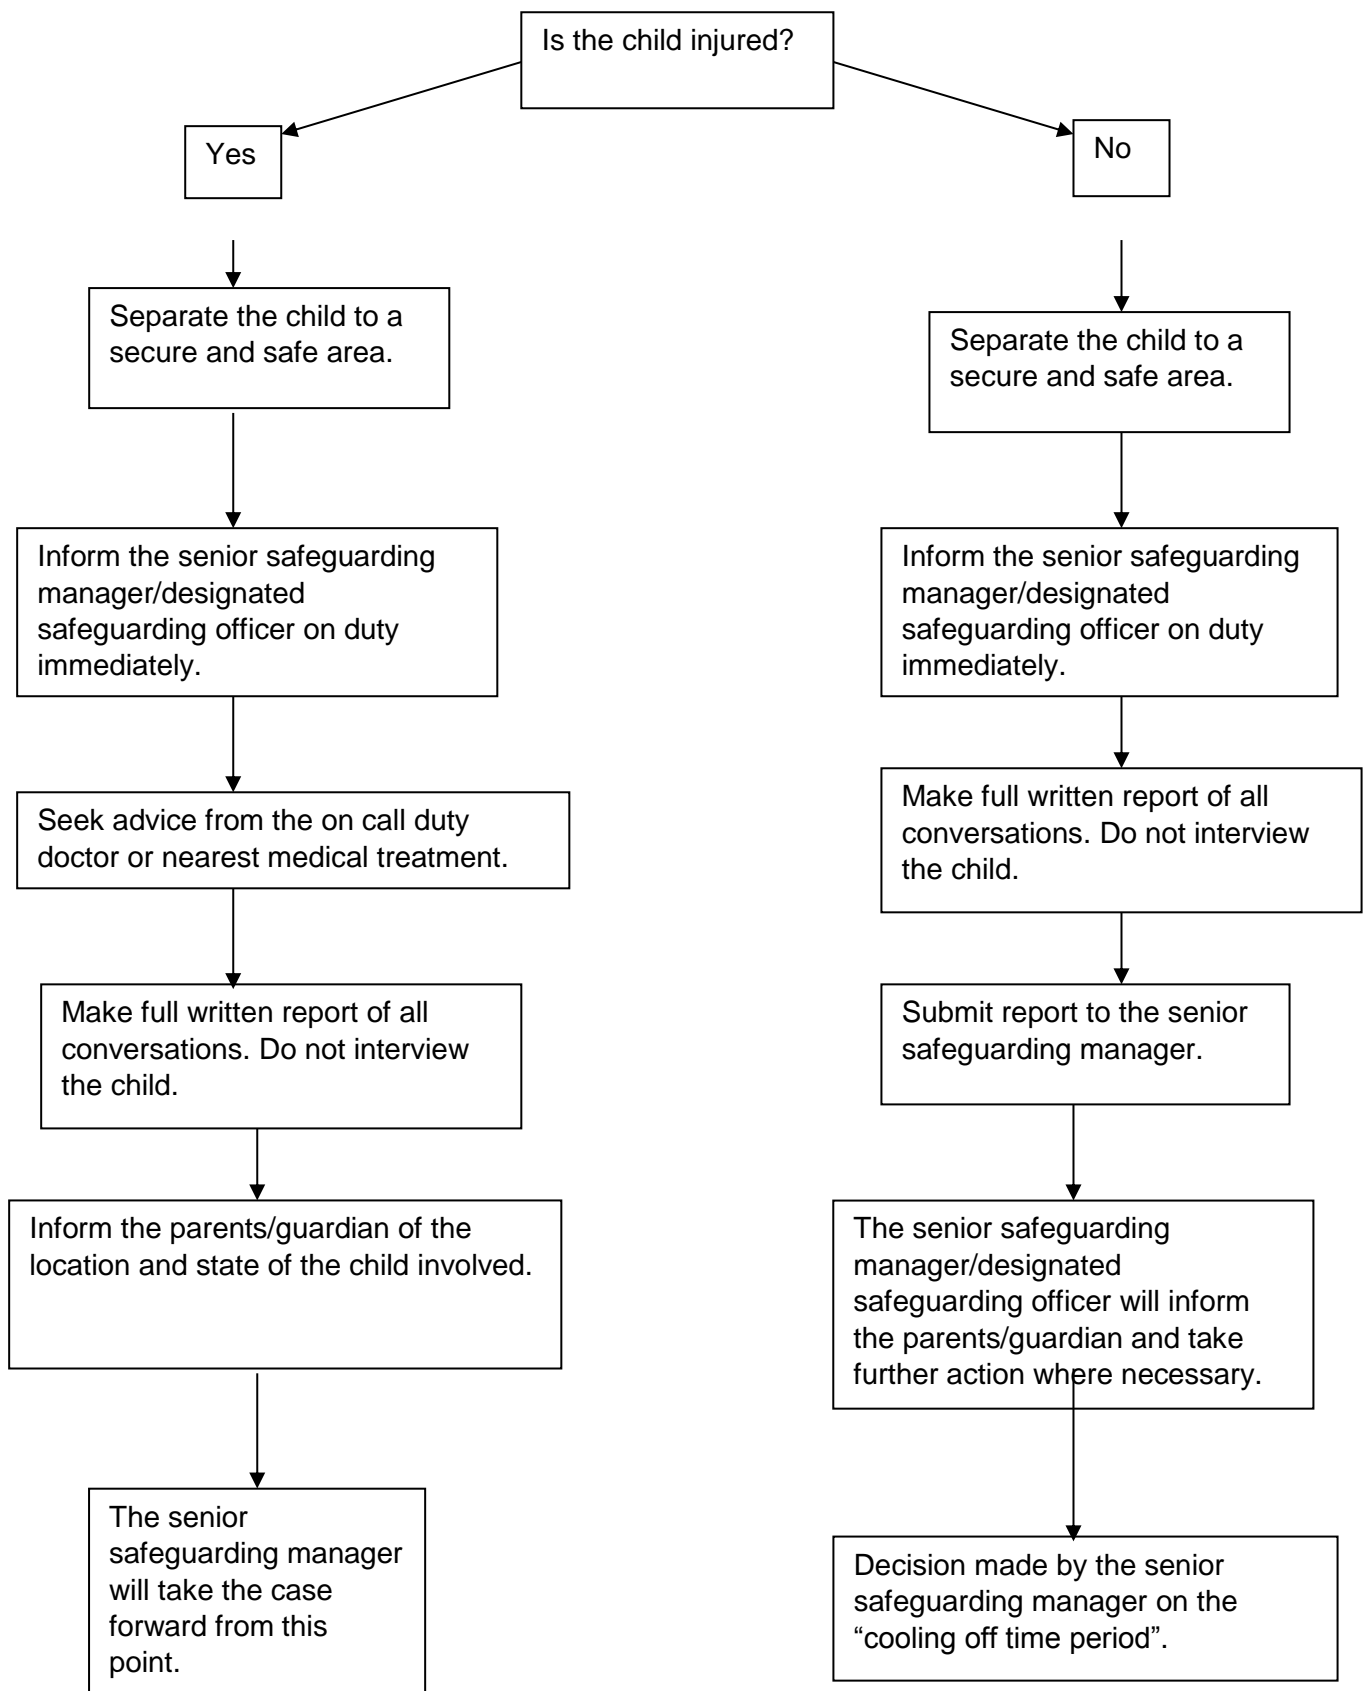 Is the child injured?
Yes
No
Separate the child to a
secure and safe area.
Separate the child to a
secure and safe area.
Inform the senior safeguarding
manager/designated
safeguarding officer on duty
immediately.
Inform the senior safeguarding
manager/designated
safeguarding officer on duty
immediately.
Seek advice from the on call duty
doctor or nearest medical treatment.
Make full written report of all
conversations. Do not interview
the child.
Make full written report of all
conversations. Do not interview
the child.
Submit report to the senior
safeguarding manager.
Inform the parents/guardian of the
location and state of the child involved.
The senior safeguarding
manager/designated
safeguarding officer will inform
the parents/guardian and take
further action where necessary.
The senior
safeguarding manager
will take the case
forward from this
point.
Decision made by the senior
safeguarding manager on the
“cooling off time period”.